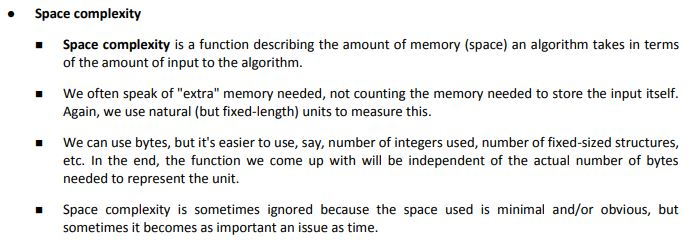 • Space complexity
▪ Space complexity is a function describing the amount of memory (space) an algorithm takes in terms
of the amount of input to the algorithm.
▪ We often speak of "extra" memory needed, not counting the memory needed to store the input itself.
Again, we use natural (but fixed-length) units to measure this.
▪ We can use bytes, but it's easier to use, say, number of integers used, number of fixed-sized structures,
etc. In the end, the function we come up with will be independent of the actual number of bytes
needed to represent the unit.
▪ Space complexity is sometimes ignored because the space used is minimal and/or obvious, but
sometimes it becomes as important an issue as time.